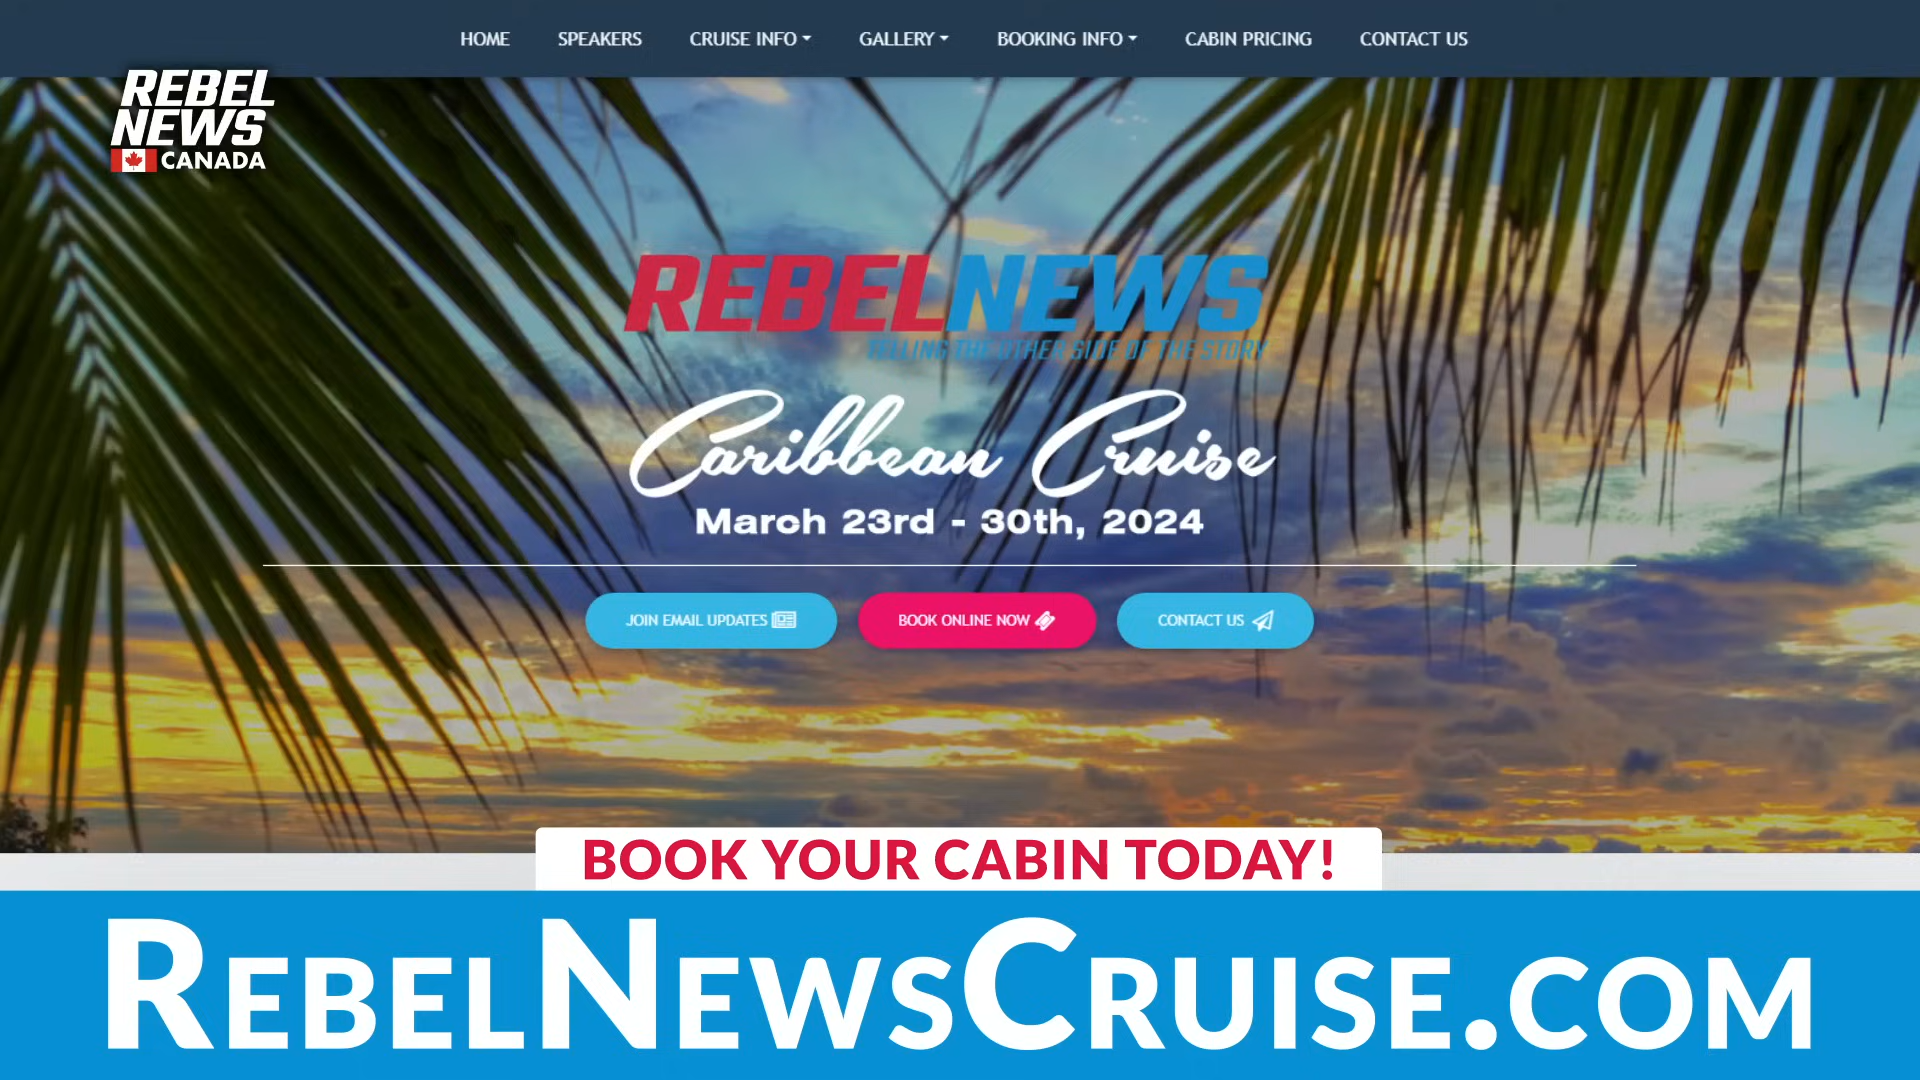 HOME SPEAKERS CRUISE INFO GALLERY BOOKING INFO CABIN PRICING CONTACT US
REBEL
NEWS
CANADA
REBELNEWS
TELLING THE OTHER SIDE OF THE STORY
Caribbean Cruise
March 23rd - 30th, 2024
JOIN EMAIL UPDATES BOOK ONLINE NOW CONTACT US
BOOK YOUR CABIN TODAY!
REBELNEWSCRUISE.COM